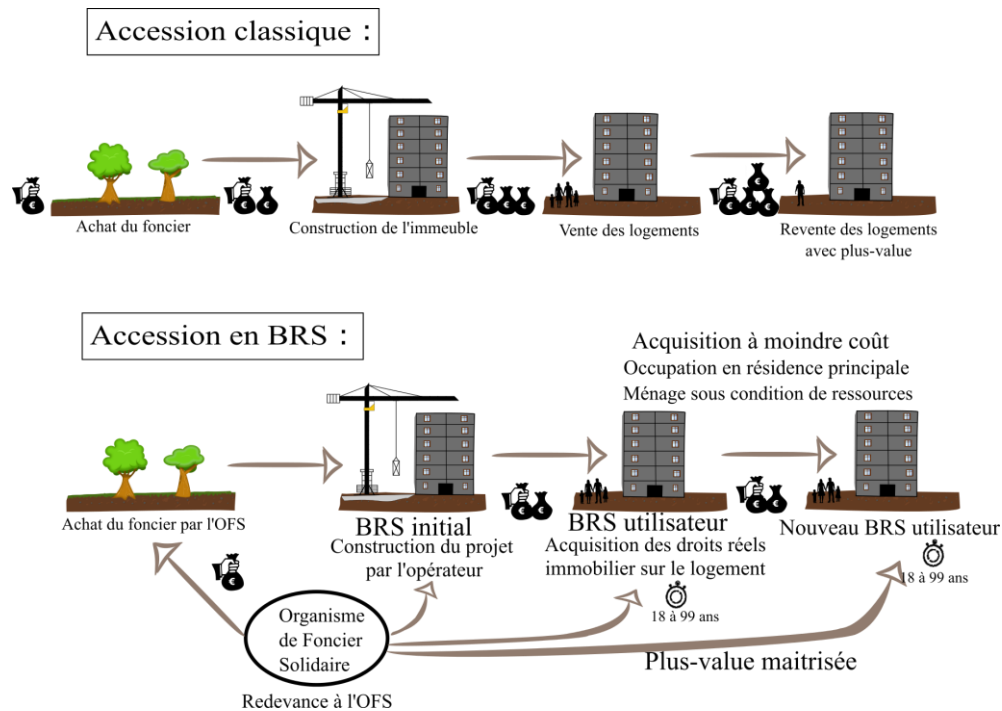 Accession classique :
Achat du foncier
Construction de l'immeuble
Vente des logements
Revente des logements
avec plus-value
Accession en BRS :
Acquisition à moindre coût
Occupation en résidence principale
Ménage sous condition de ressources
Achat du foncier par l'OFS
BRS initial
Construction du projet
par l'opérateur
BRS utilisateur
Acquisition des droits réels
immobilier sur le logement
18 à 99 ans
Nouveau BRS utilisateur
18 à 99 ans
Organisme
de Foncier
Solidaire
Plus-value maitrisée
Redevance à l'OFS